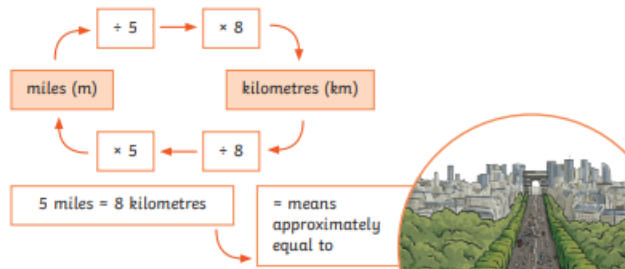 ÷ 5
× 8
miles (m)
kilometres (km)
× 5
÷ 8
5 miles = 8 kilometres
= means
approximately
equal to